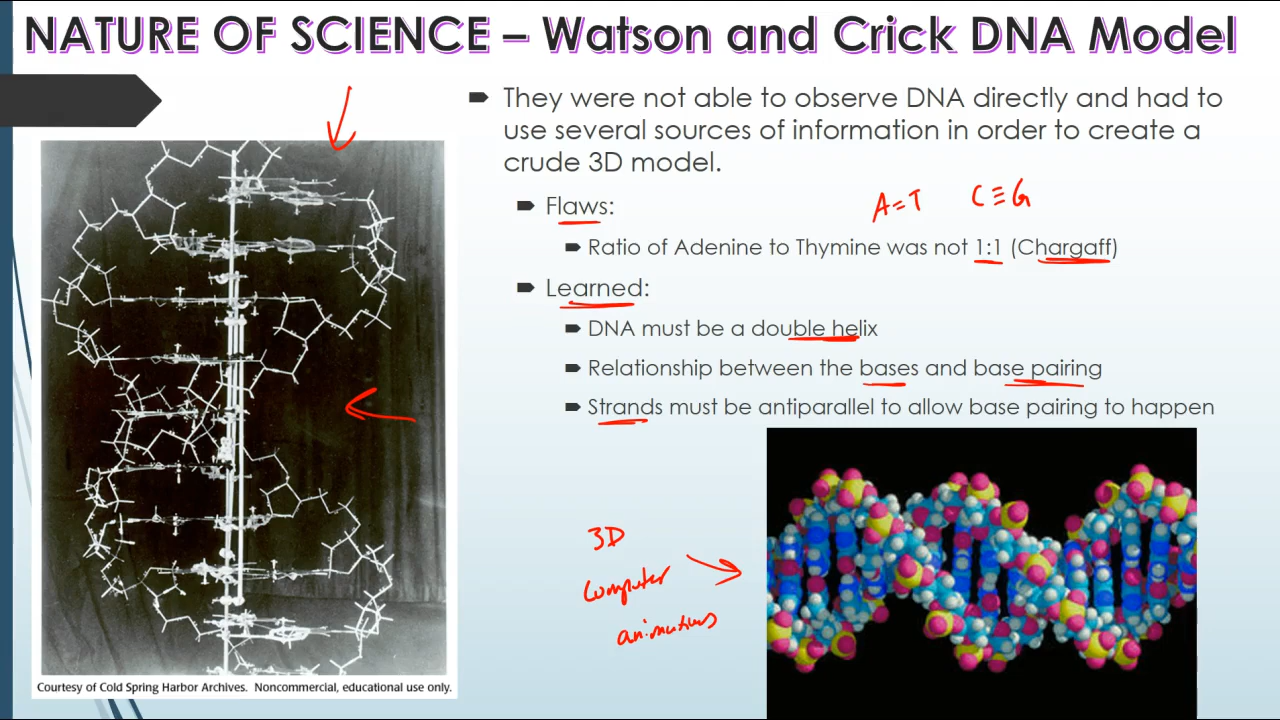 NATURE OF SCIENCE – Watson and Crick DNA Model
They were not able to observe DNA directly and had to
use several sources of information in order to create a
crude 3D model.
Flaws:
A=T C≡G
Ratio of Adenine to Thymine was not 1:1 (Chargaff)
Learned:
DNA must be a double helix
Relationship between the bases and base pairing
Strands must be antiparallel to allow base pairing to happen
3D
Computer
animations
Courtesy of Cold Spring Harbor Archives. Noncommercial, educational use only.